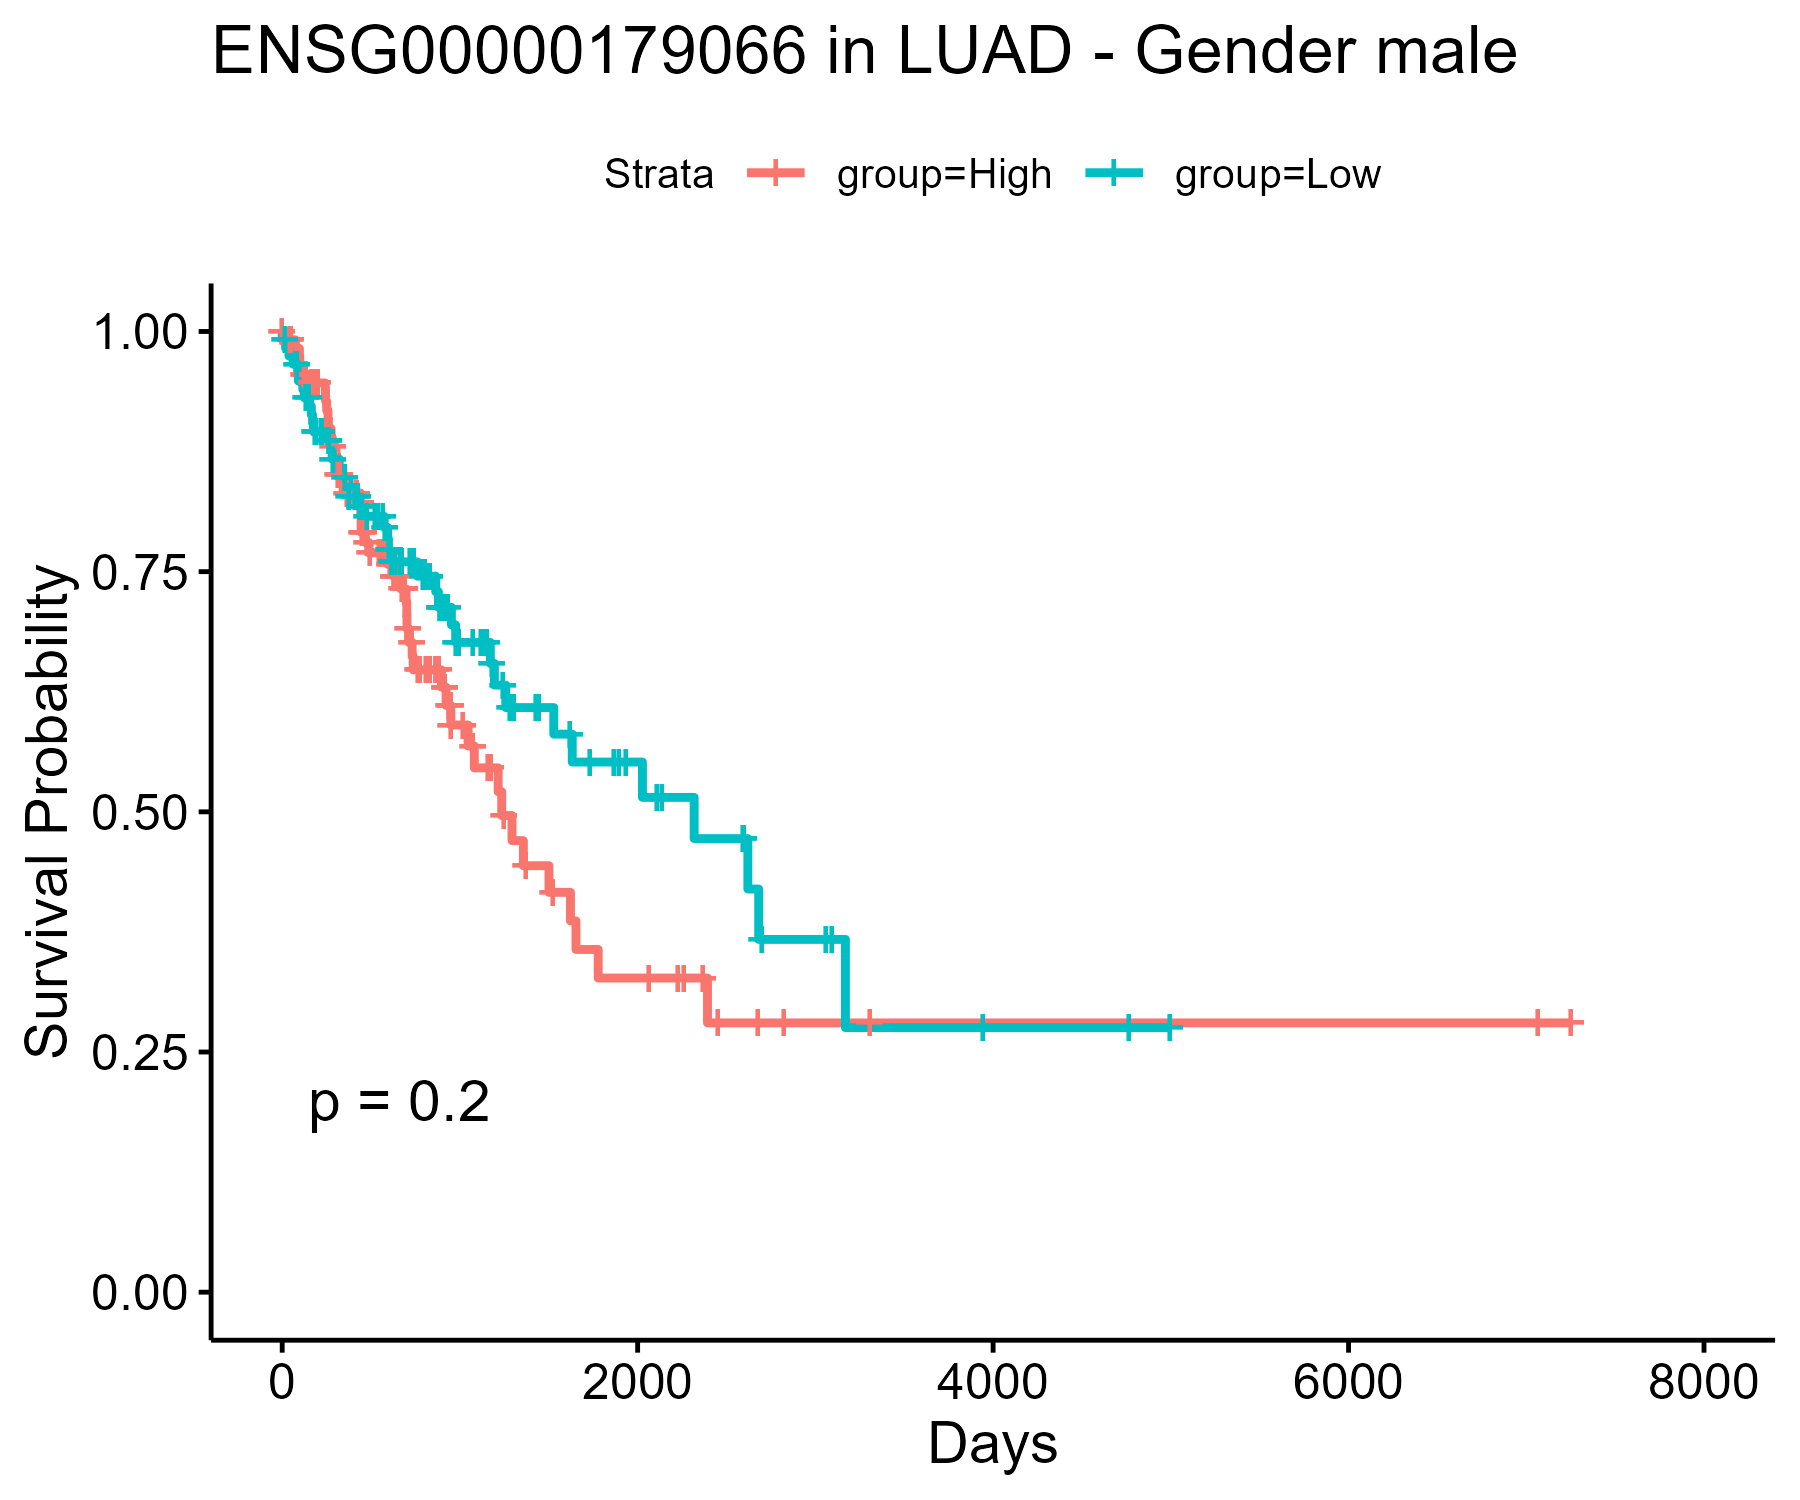 ENSG00000179066 in LUAD - Gender male
Strata group=High group=Low
Survival Probability
1.00
0.75
0.50
0.25
0.00
p = 0.2
0 2000 4000 6000 8000
Days